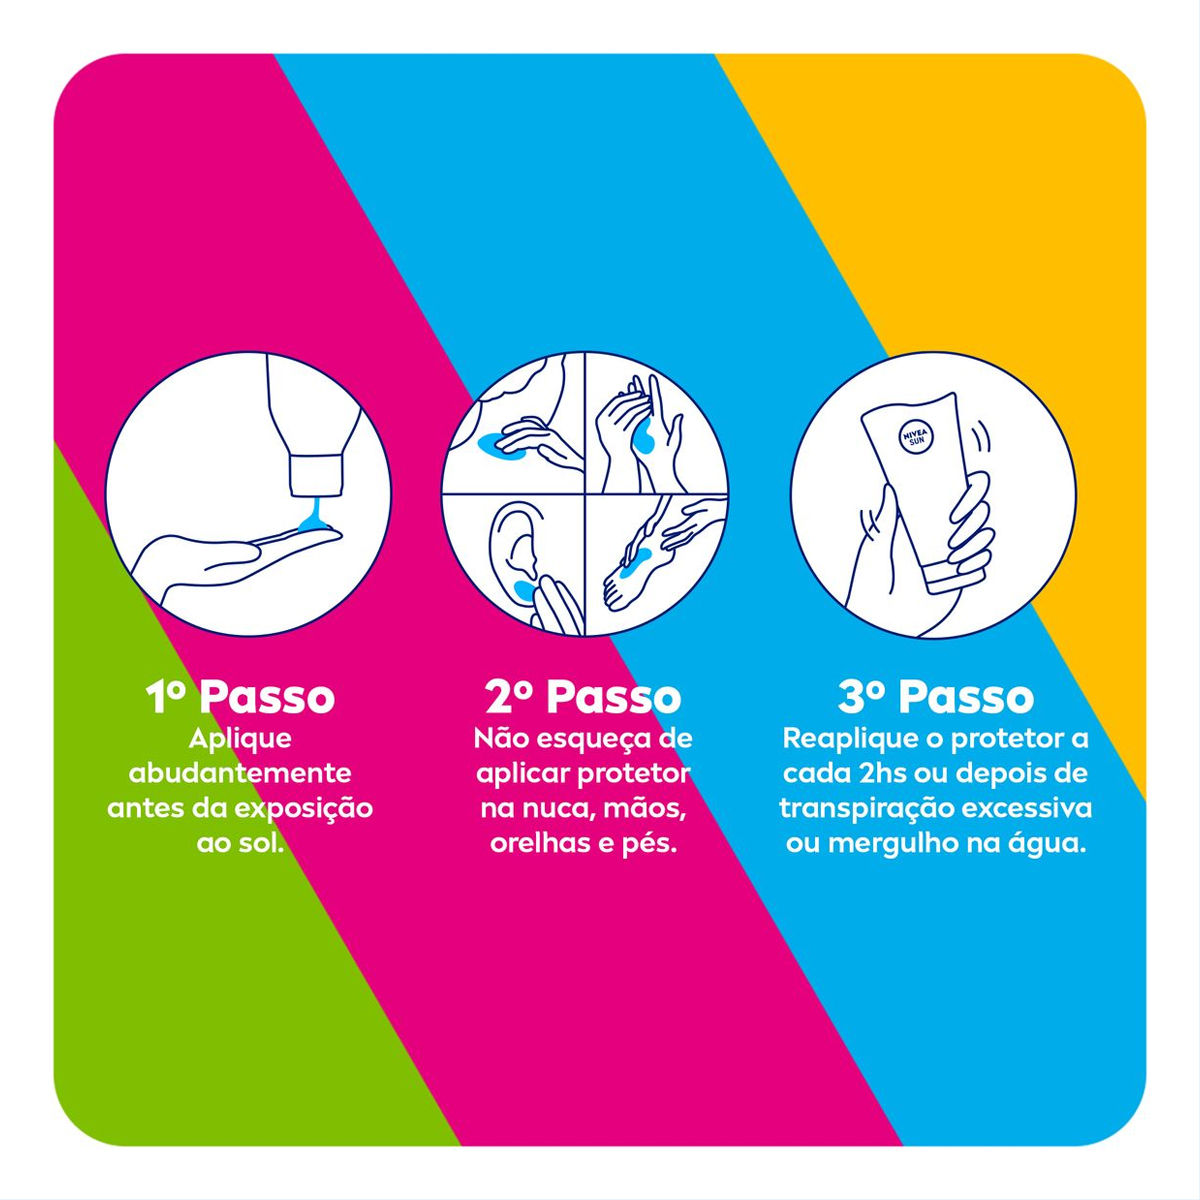 NIVEA
SUN
1º Passo
Aplique
abudantemente
antes da exposição
ao sol.
2º Passo
Não esqueça de
aplicar protetor
na nuca, mãos,
orelhas e pés.
3º Passo
Reaplique o protetor a
cada 2hs ou depois de
transpiração excessiva
ou mergulho na água.